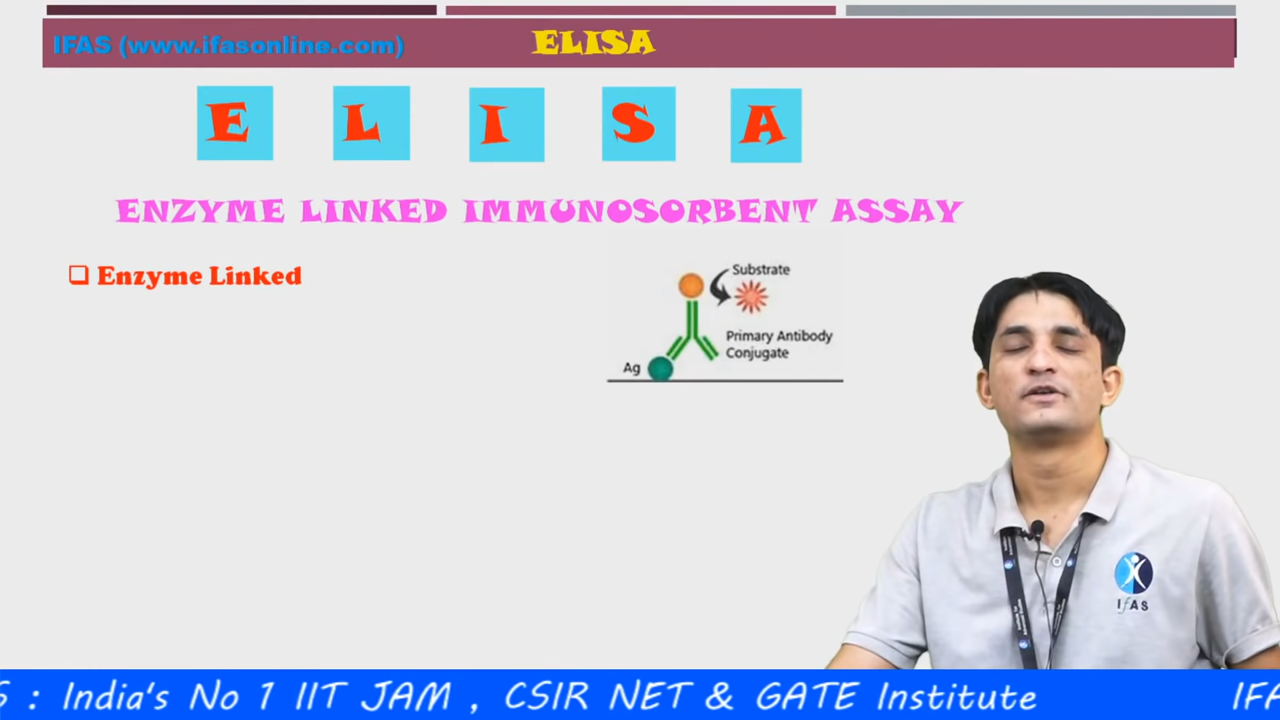 IFAS (www.ifasonline.com)
ELISA
E L I S A
ENZYME LINKED IMMUNOSORBENT ASSAY
❑ Enzyme Linked
Substrate
Primary Antibody
Conjugate
Ag
IFAS
S : India's No 1 IIT JAM , CSIR NET & GATE Institute IFA